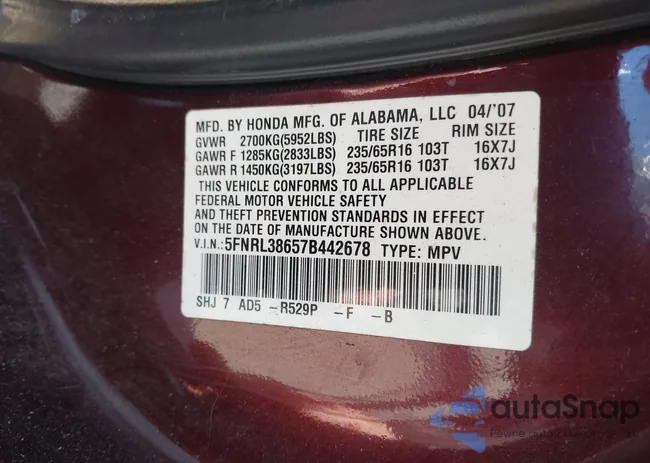 MFD. BY HONDA MFG. OF ALABAMA, LLC 04/'07
GVWR 2700KG(5952LBS) TIRE SIZE RIM SIZE
GAWR F 1285KG(2833LBS) 235/65R16 103T 16X7J
GAWR R 1450KG(3197LBS) 235/65R16 103T 16X7J
THIS VEHICLE CONFORMS TO ALL APPLICABLE
FEDERAL MOTOR VEHICLE SAFETY
AND THEFT PREVENTION STANDARDS IN EFFECT
ON THE DATE OF MANUFACTURE SHOWN ABOVE.
V.I.N.:5FNRL38657B442678 TYPE: MPV
SHJ 7 AD5 -R529P -F -B
autaSnap
Pewne auta